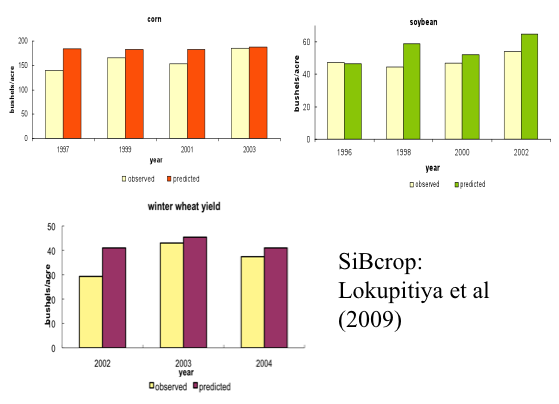 corn
200
150
100
50
0
bushels/acre
1997 1999 2001 2003
year
observed predicted
soybean
60
40
20
0
bushels/acre
1996 1998 2000 2002
year
observed predicted
winter wheat yield
50
40
30
20
10
0
bushels/acre
2002 2003 2004
year
observed predicted
SiBcrop:
Lokupitiya et al
(2009)